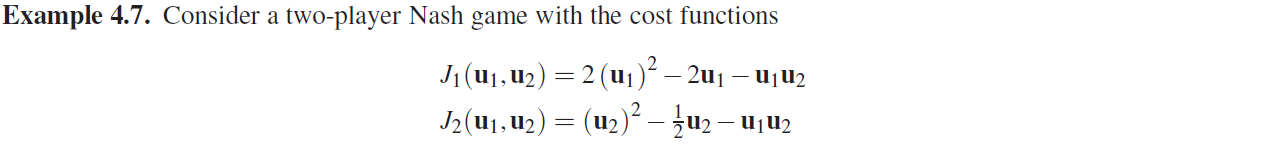 Example 4.7. Consider a two-player Nash game with the cost functions
J₁(u₁,u₂) = 2(u₁)² − 2u₁ − u₁u₂
J₂(u₁,u₂) = (u₂)² − ½u₂ − u₁u₂